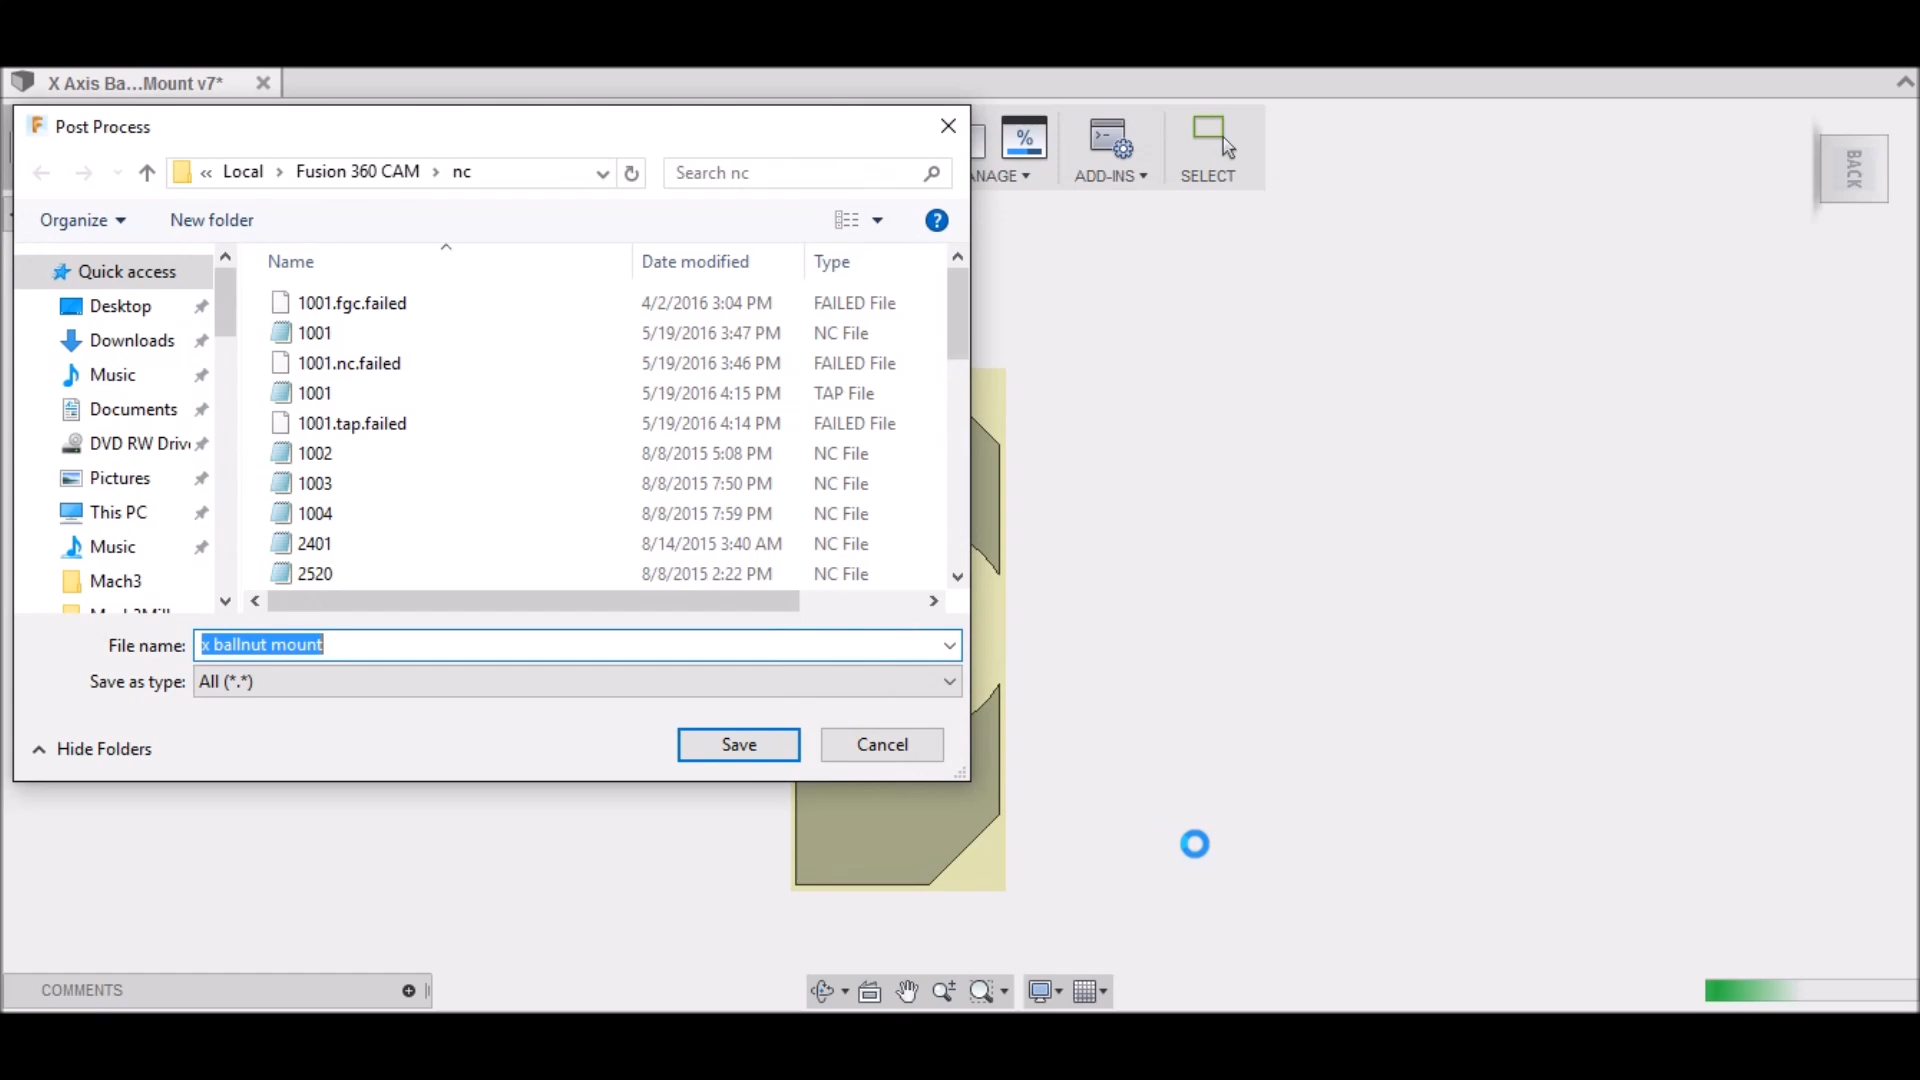 X Axis Ba...Mount v7*
Post Process
« Local › Fusion 360 CAM › nc
Search nc
Organize
New folder
?
Name Date modified Type
Quick access
Desktop
Downloads
Music
Documents
DVD RW Driv
Pictures
This PC
Music
Mach3
1001.fgc.failed 4/2/2016 3:04 PM FAILED File
1001 5/19/2016 3:47 PM NC File
1001.nc.failed 5/19/2016 3:46 PM FAILED File
1001 5/19/2016 4:15 PM TAP File
1001.tap.failed 5/19/2016 4:14 PM FAILED File
1002 8/8/2015 5:08 PM NC File
1003 8/8/2015 7:50 PM NC File
1004 8/8/2015 7:59 PM NC File
2401 8/14/2015 3:40 AM NC File
2520 8/8/2015 2:22 PM NC File
File name: x ballnut mount
Save as type: All (*.*)
Hide Folders
Save
Cancel
%
ANAGE
ADD-INS
SELECT
BACK
COMMENTS